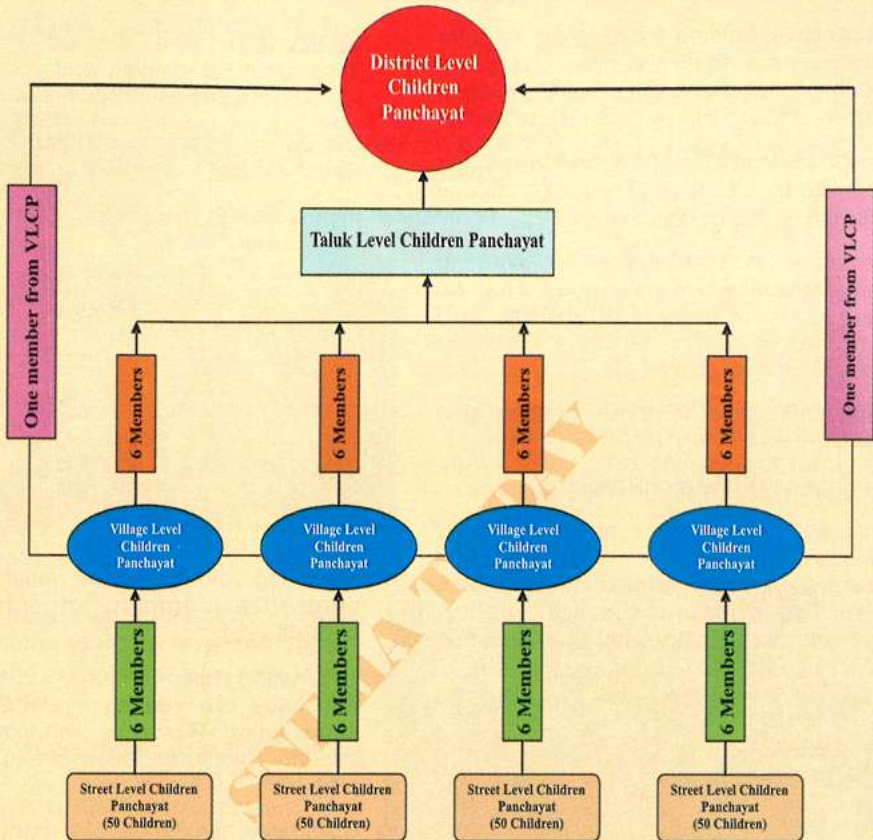 District Level
Children
Panchayat
Taluk Level Children Panchayat
One member from VLCP
One member from VLCP
6 Members
6 Members
6 Members
6 Members
Village Level
Children
Panchayat
Village Level
Children
Panchayat
Village Level
Children
Panchayat
Village Level
Children
Panchayat
6 Members
6 Members
6 Members
6 Members
Street Level Children
Panchayat
(50 Children)
Street Level Children
Panchayat
(50 Children)
Street Level Children
Panchayat
(50 Children)
Street Level Children
Panchayat
(50 Children)